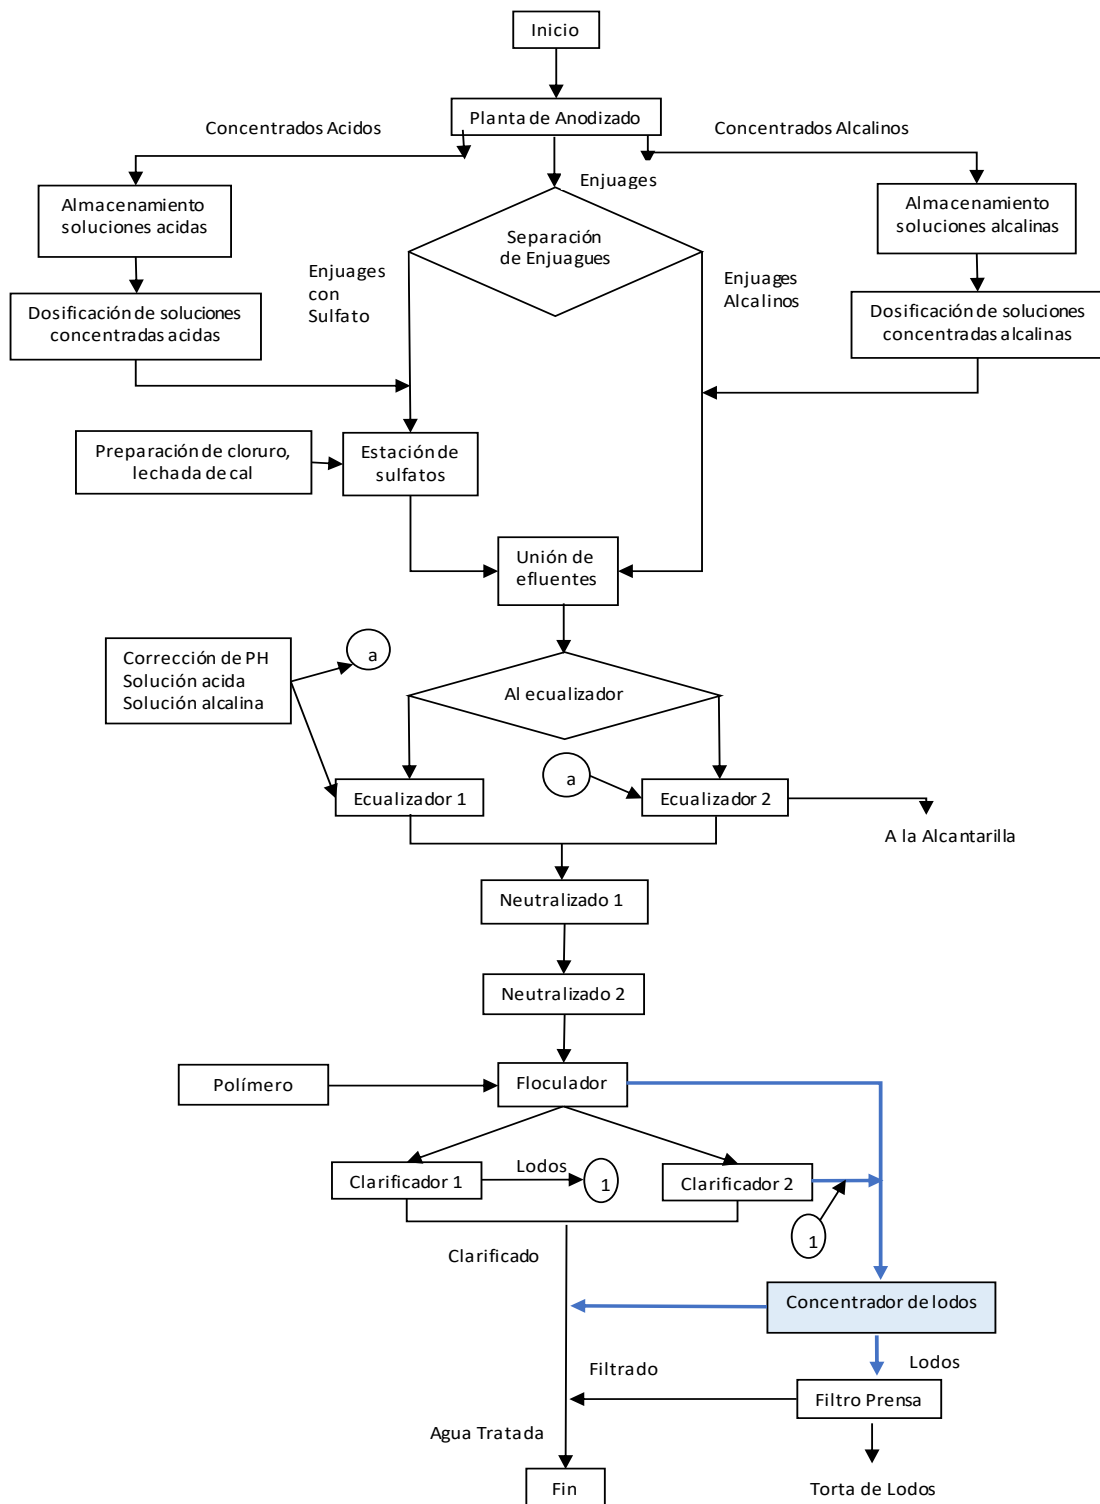 Inicio
Planta de Anodizado
Concentrados Acidos
Concentrados Alcalinos
Enjuages
Almacenamiento
soluciones acidas
Separación
de Enjuagues
Almacenamiento
soluciones alcalinas
Enjuages
con
Sulfato
Enjuages
Alcalinos
Dosificación de soluciones
concentradas acidas
Dosificación de soluciones
concentradas alcalinas
Preparación de cloruro,
lechada de cal
Estación de
sulfatos
Unión de
efluentes
Corrección de PH
Solución acida
Solución alcalina
a
Al ecualizador
a
Ecualizador 1
Ecualizador 2
A la Alcantarilla
Neutralizado 1
Neutralizado 2
Polímero
Floculador
Clarificador 1
Lodos
1
Clarificador 2
1
Clarificado
Concentrador de lodos
Lodos
Filtrado
Filtro Prensa
Agua Tratada
Fin
Torta de Lodos